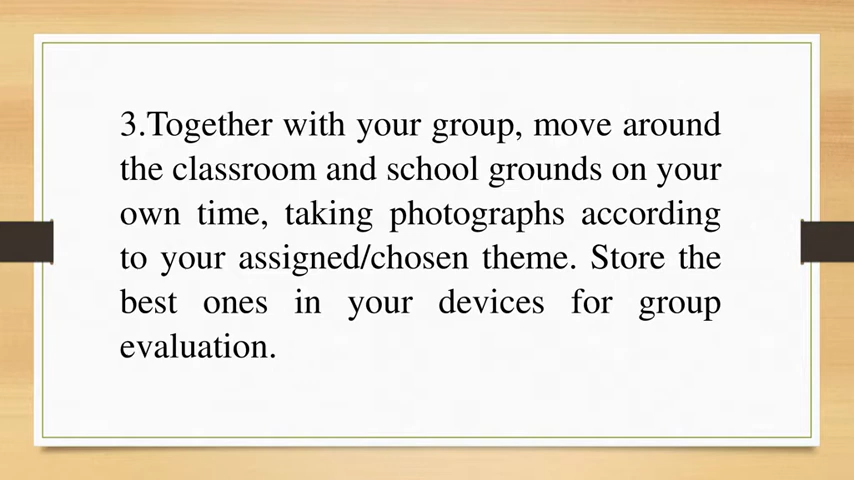 3.Together with your group, move around
the classroom and school grounds on your
own time, taking photographs according
to your assigned/chosen theme. Store the
best ones in your devices for group
evaluation.